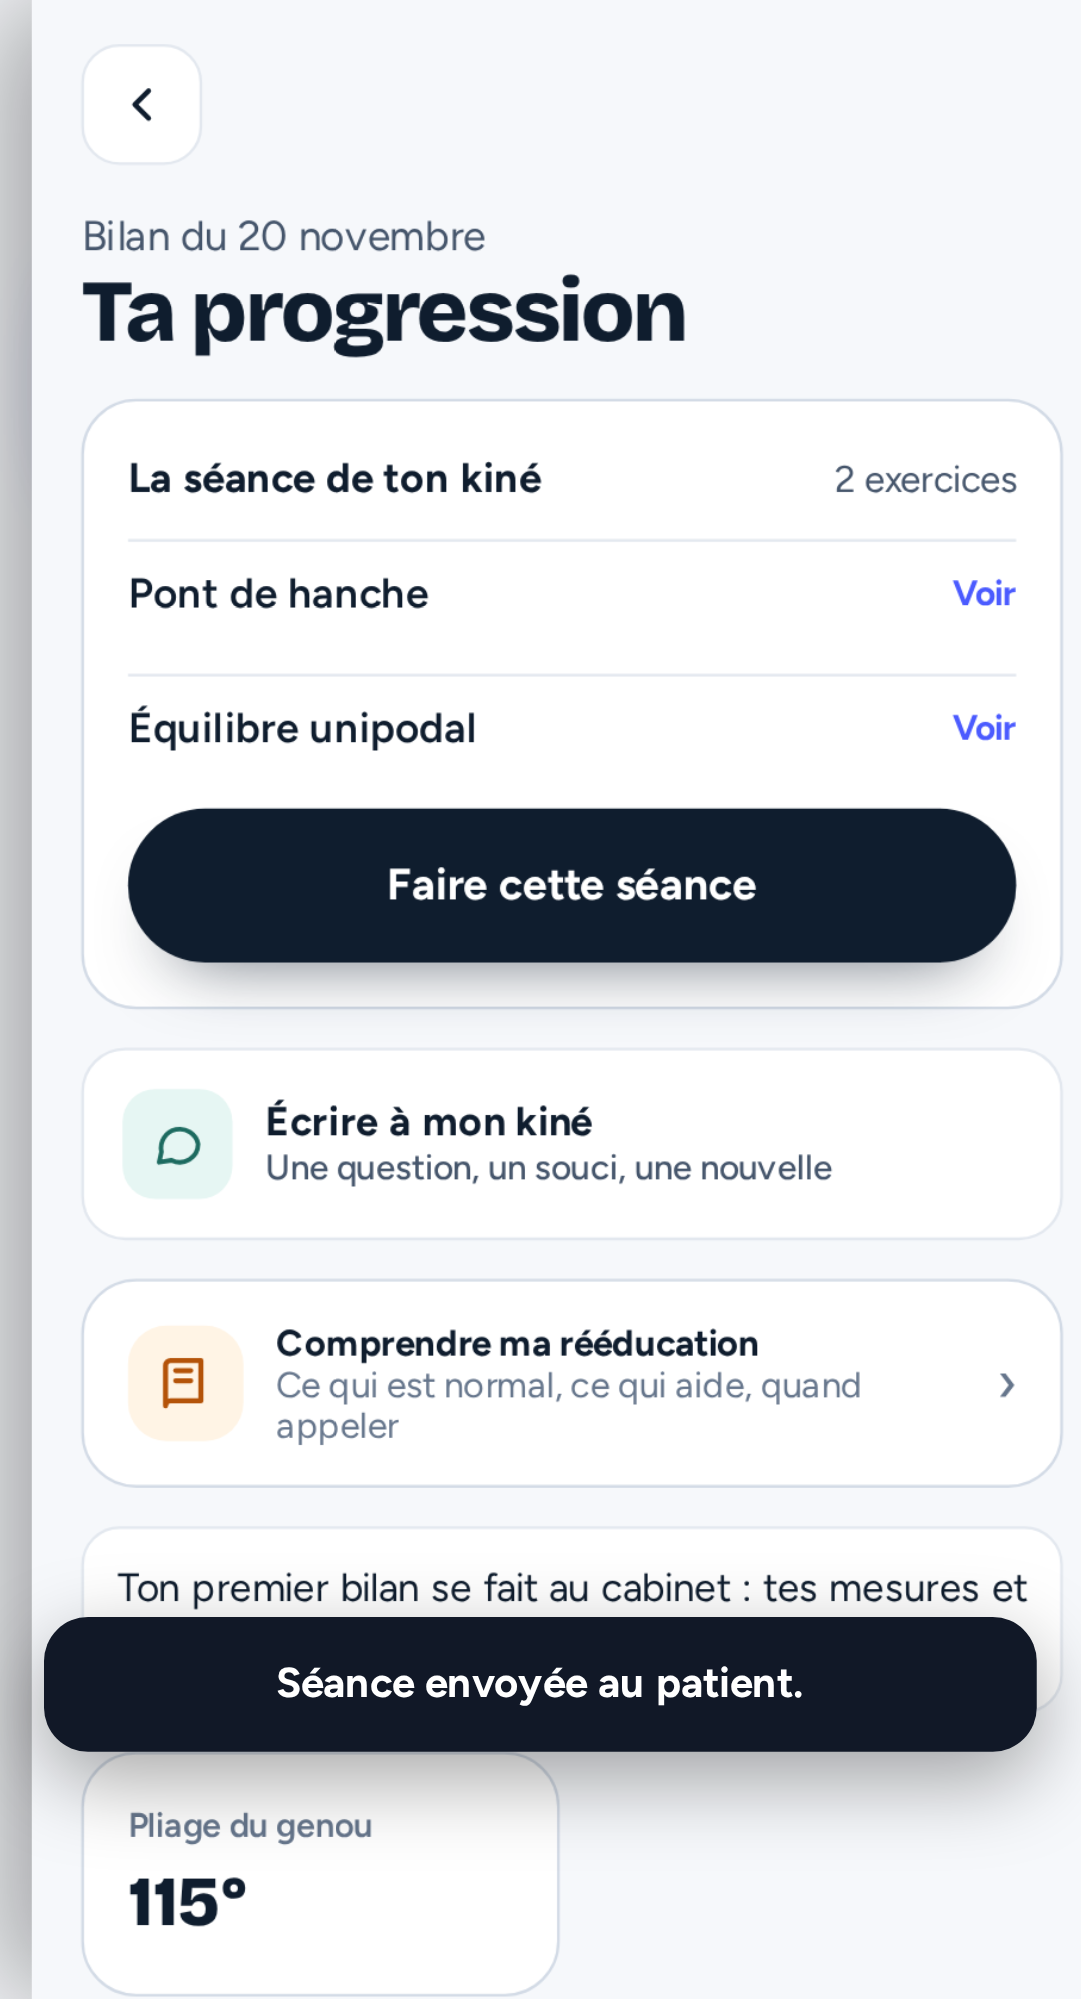 Bilan du 20 novembre
Ta progression
La séance de ton kiné
2 exercices
Pont de hanche
Voir
Équilibre unipodal
Voir
Faire cette séance
Écrire à mon kiné
Une question, un souci, une nouvelle
Comprendre ma rééducation
Ce qui est normal, ce qui aide, quand
appeler
Ton premier bilan se fait au cabinet : tes mesures et
Séance envoyée au patient.
Pliage du genou
115°